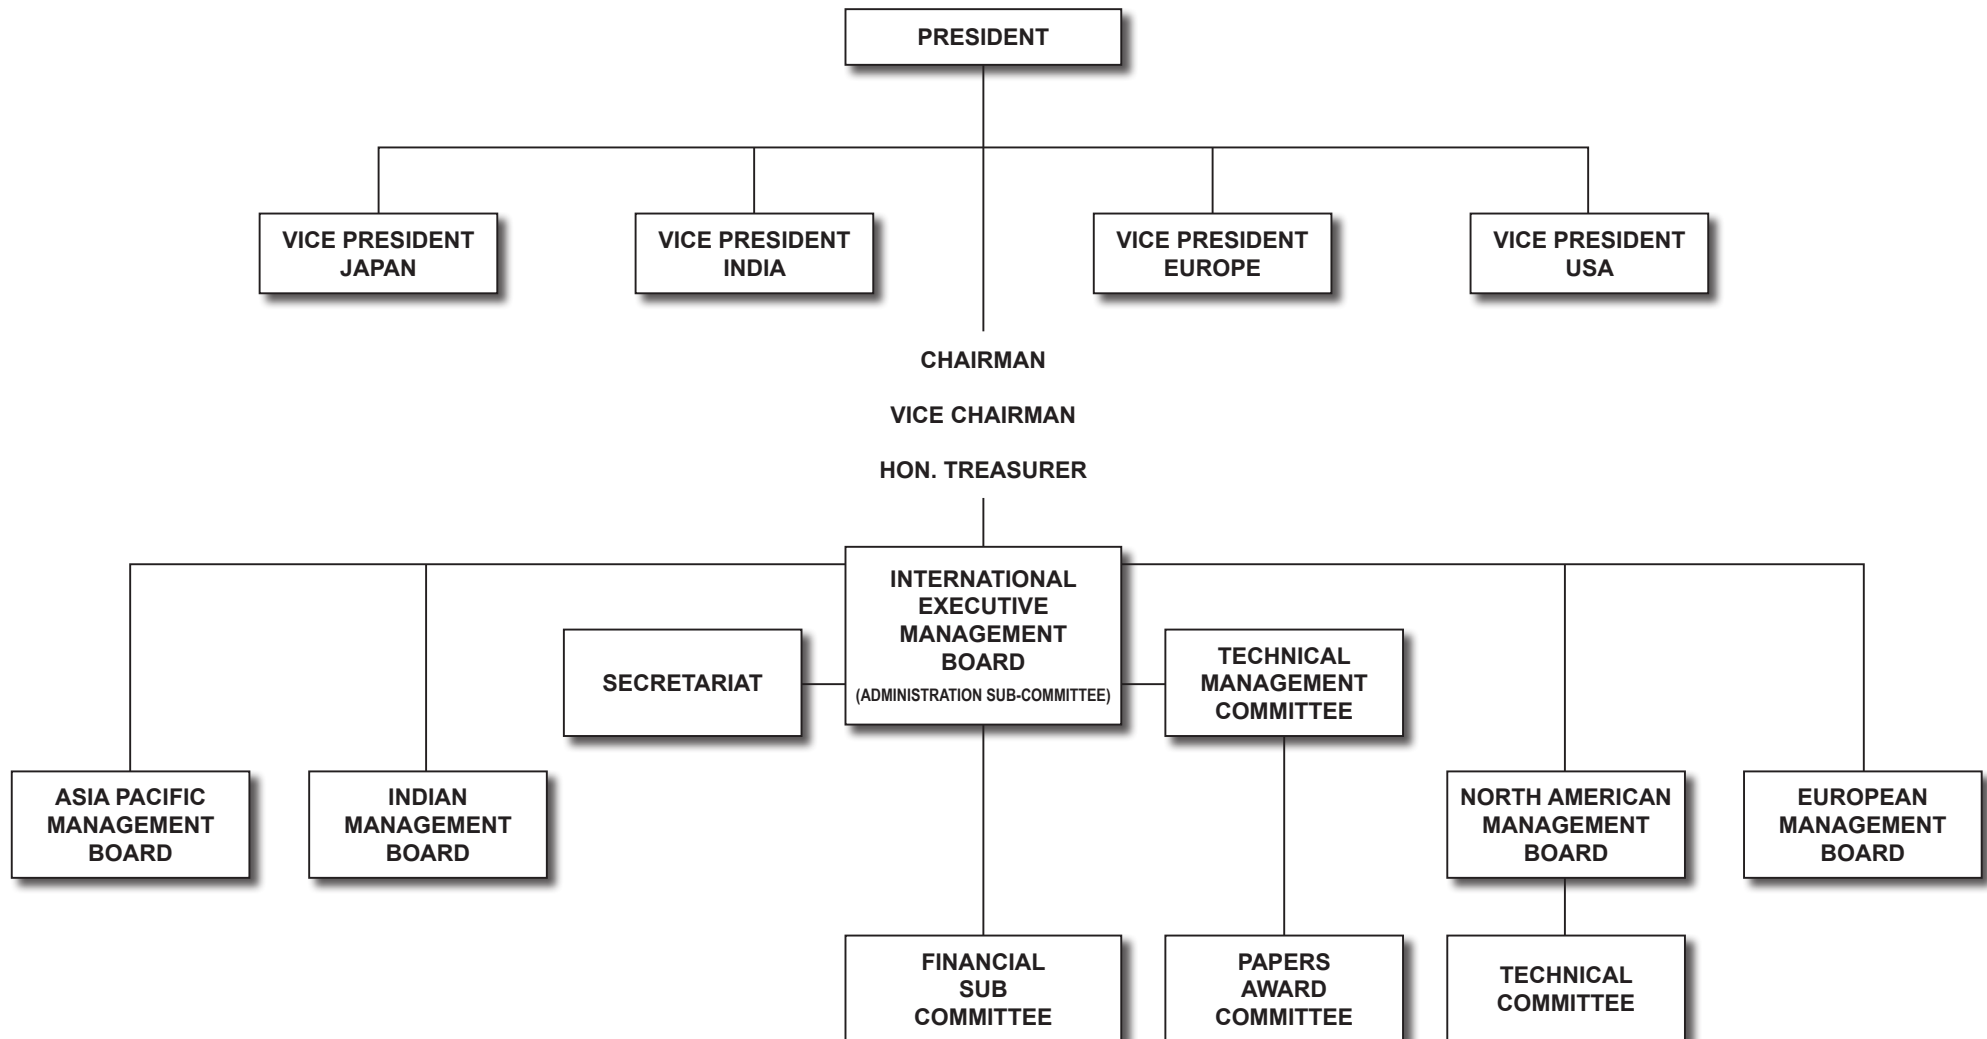 PRESIDENT
VICE PRESIDENT
JAPAN
VICE PRESIDENT
INDIA
VICE PRESIDENT
EUROPE
VICE PRESIDENT
USA
CHAIRMAN
VICE CHAIRMAN
HON. TREASURER
INTERNATIONAL
EXECUTIVE
MANAGEMENT
BOARD
(ADMINISTRATION SUB-COMMITTEE)
SECRETARIAT
TECHNICAL
MANAGEMENT
COMMITTEE
ASIA PACIFIC
MANAGEMENT
BOARD
INDIAN
MANAGEMENT
BOARD
NORTH AMERICAN
MANAGEMENT
BOARD
EUROPEAN
MANAGEMENT
BOARD
FINANCIAL
SUB
COMMITTEE
PAPERS
AWARD
COMMITTEE
TECHNICAL
COMMITTEE